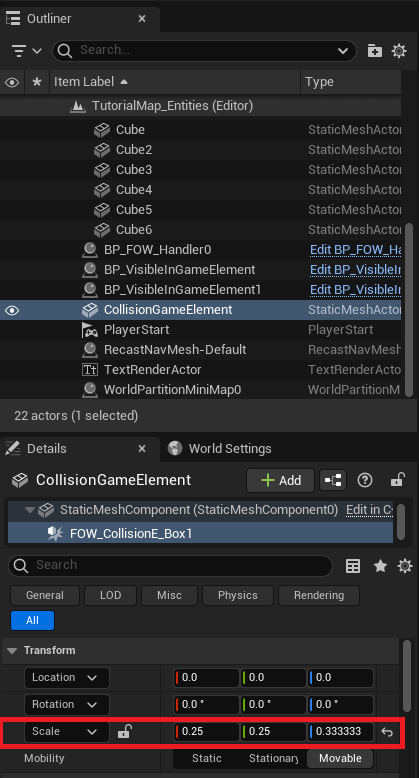 Outliner
Search...
Item Label Type
TutorialMap_Entities (Editor)
Cube StaticMeshActor
Cube2 StaticMeshActor
Cube3 StaticMeshActor
Cube4 StaticMeshActor
Cube5 StaticMeshActor
Cube6 StaticMeshActor
BP_FOW_Handler0 Edit BP_FOW_Ha
BP_VisibleInGameElement Edit BP_VisibleIn
BP_VisibleInGameElement1 Edit BP_VisibleIn
CollisionGameElement StaticMeshActor
PlayerStart PlayerStart
RecastNavMesh-Default RecastNavMesh
TextRenderActor TextRenderActor
WorldPartitionMiniMap0 WorldPartitionM
22 actors (1 selected)
Details World Settings
CollisionGameElement + Add
StaticMeshComponent (StaticMeshComponent0) Edit in C+
FOW_CollisionE_Box1
Search
General LOD Misc Physics Rendering
All
Transform
Location 0.0 0.0 0.0
Rotation 0.0 ° 0.0 ° 0.0 °
Scale 0.25 0.25 0.333333
Mobility Static Stationary Movable